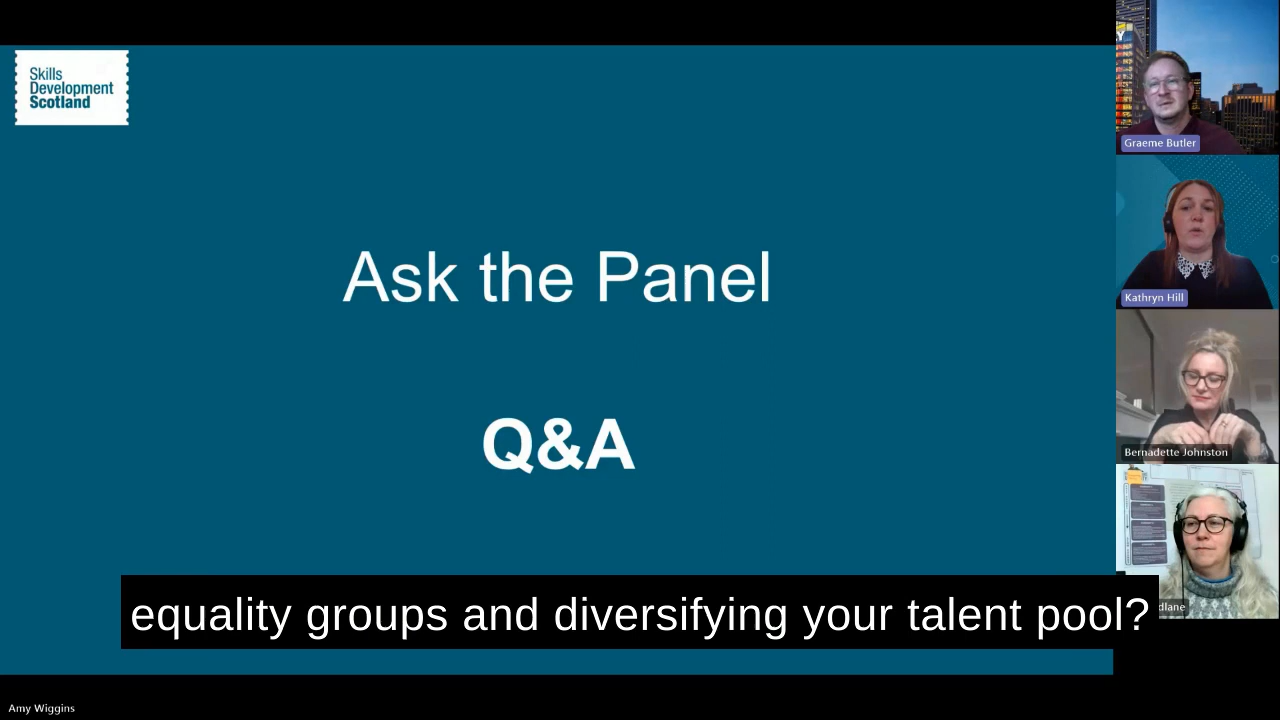 Skills
Development
Scotland
Ask the Panel
Q&A
equality groups and diversifying your talent pool?
Graeme Butler
Kathryn Hill
Bernadette Johnston
dlane
Amy Wiggins